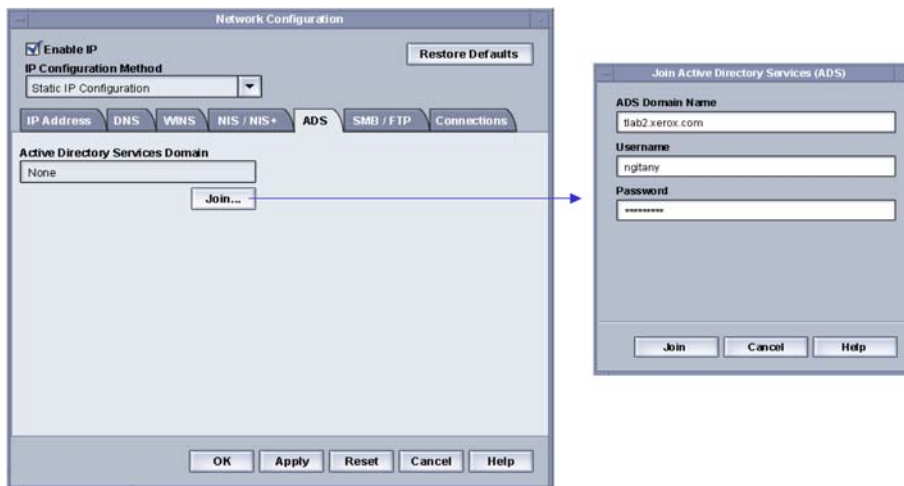 Network Configuration
Enable IP
Restore Defaults
IP Configuration Method
Static IP Configuration
IP Address DNS WINS NIS / NIS+ ADS SMB / FTP Connections
Active Directory Services Domain
None
Join...
OK Apply Reset Cancel Help
Join Active Directory Services (ADS)
ADS Domain Name
tlab2.xerox.com
Username
ngitany
Password
*********
Join Cancel Help